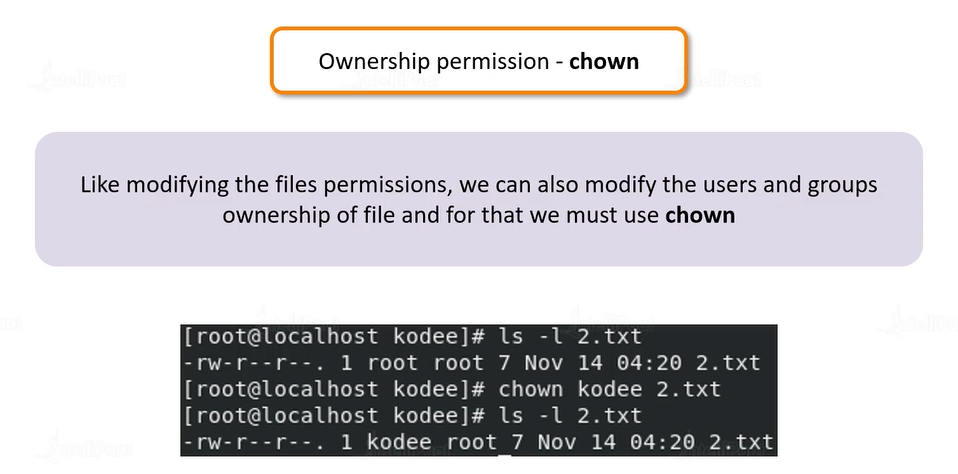 Ownership permission - chown
Like modifying the files permissions, we can also modify the users and groups
ownership of file and for that we must use chown
[root@localhost kodee]# ls -l 2.txt
-rw-r--r--. 1 root root 7 Nov 14 04:20 2.txt
[root@localhost kodee]# chown kodee 2.txt
[root@localhost kodee]# ls -l 2.txt
-rw-r--r--. 1 kodee root 7 Nov 14 04:20 2.txt